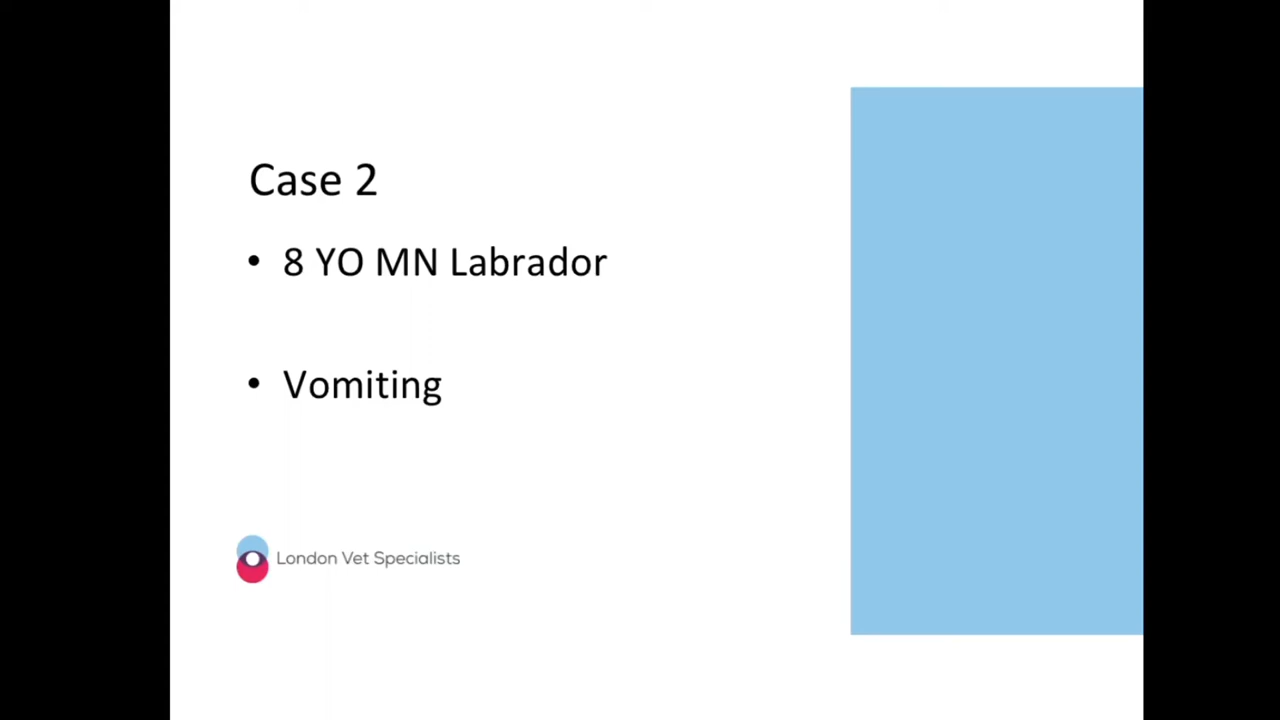 Case 2
• 8 YO MN Labrador
• Vomiting
London Vet Specialists